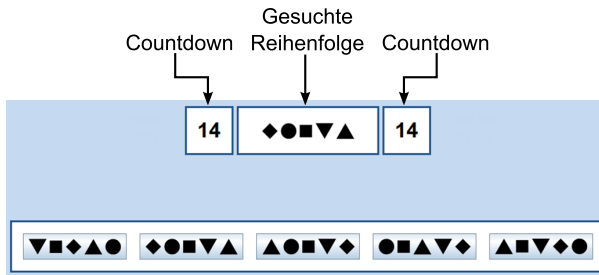 Gesuchte
Countdown Reihenfolge Countdown
14 ◆●■▼▲ 14
▼■◆▲● ◆●■▼▲ ▲●■▼◆ ●■▲▼◆ ▲■▼◆●